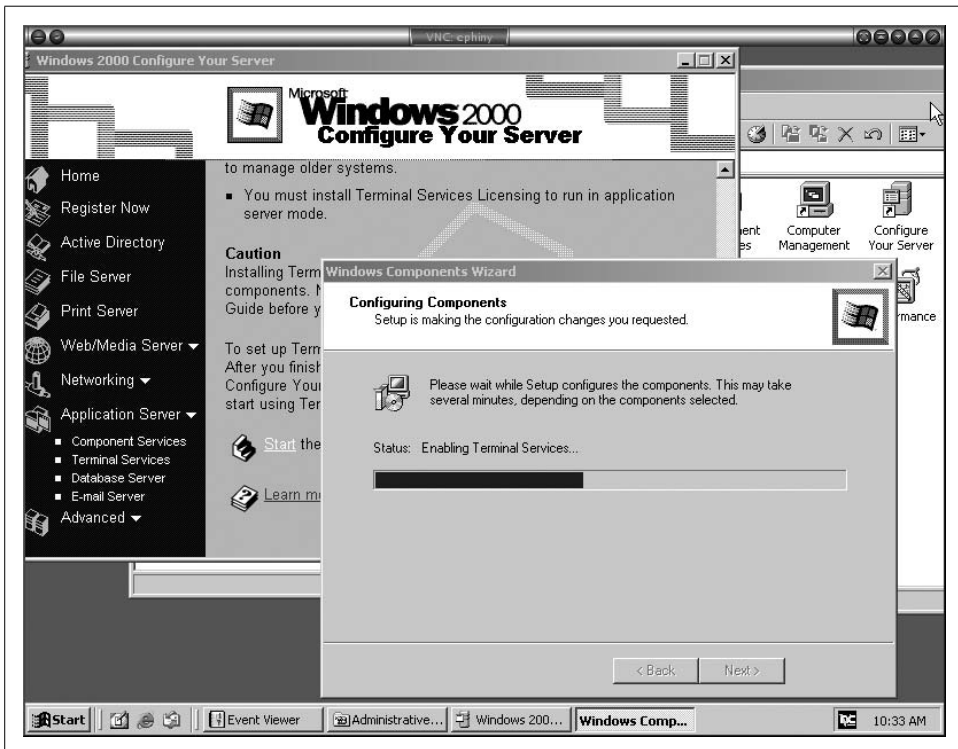 VNC: ephiny
Windows 2000 Configure Your Server
Microsoft
Windows 2000
Configure Your Server
Home
Register Now
Active Directory
File Server
Print Server
Web/Media Server
Networking
Application Server
Component Services
Terminal Services
Database Server
E-mail Server
Advanced
to manage older systems.
You must install Terminal Services Licensing to run in application
server mode.
Caution
Installing Term
components. N
Guide before y
To set up Term
After you finish
Configure Your
start using Ter
Start the
Learn mo
Computer
Management
Configure
Your Server
ent
es
rmance
Windows Components Wizard
Configuring Components
Setup is making the configuration changes you requested.
Please wait while Setup configures the components. This may take
several minutes, depending on the components selected.
Status: Enabling Terminal Services...
< Back
Next >
Start
Event Viewer
Administrative...
Windows 200...
Windows Comp...
10:33 AM